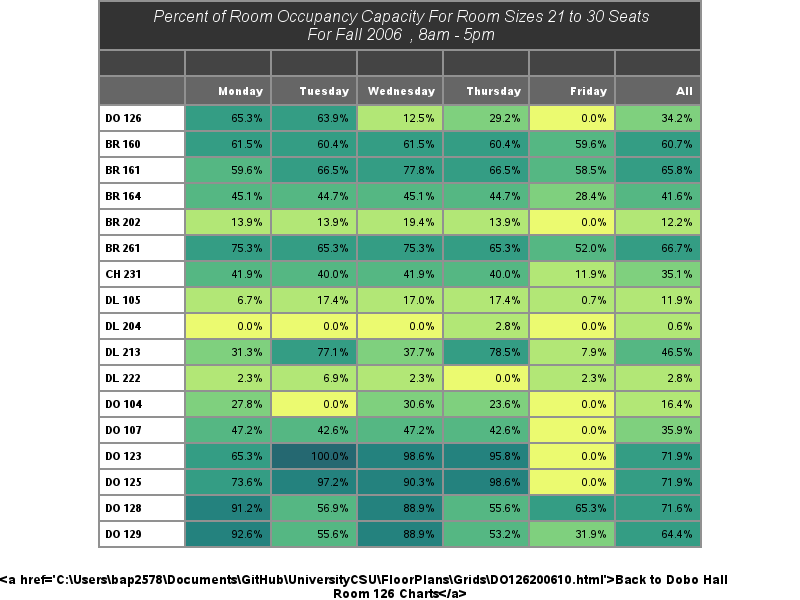 Percent of Room Occupancy Capacity For Room Sizes 21 to 30 Seats
For Fall 2006 , 8am - 5pm
Monday Tuesday Wednesday Thursday Friday All
DO 126 65.3% 63.9% 12.5% 29.2% 0.0% 34.2%
BR 160 61.5% 60.4% 61.5% 60.4% 59.6% 60.7%
BR 161 59.6% 66.5% 77.8% 66.5% 58.5% 65.8%
BR 164 45.1% 44.7% 45.1% 44.7% 28.4% 41.6%
BR 202 13.9% 13.9% 19.4% 13.9% 0.0% 12.2%
BR 261 75.3% 65.3% 75.3% 65.3% 52.0% 66.7%
CH 231 41.9% 40.0% 41.9% 40.0% 11.9% 35.1%
DL 105 6.7% 17.4% 17.0% 17.4% 0.7% 11.9%
DL 204 0.0% 0.0% 0.0% 2.8% 0.0% 0.6%
DL 213 31.3% 77.1% 37.7% 78.5% 7.9% 46.5%
DL 222 2.3% 6.9% 2.3% 0.0% 2.3% 2.8%
DO 104 27.8% 0.0% 30.6% 23.6% 0.0% 16.4%
DO 107 47.2% 42.6% 47.2% 42.6% 0.0% 35.9%
DO 123 65.3% 100.0% 98.6% 95.8% 0.0% 71.9%
DO 125 73.6% 97.2% 90.3% 98.6% 0.0% 71.9%
DO 128 91.2% 56.9% 88.9% 55.6% 65.3% 71.6%
DO 129 92.6% 55.6% 88.9% 53.2% 31.9% 64.4%
<a href='C:\Users\bap2578\Documents\GitHub\UniversityCSU\FloorPlans\Grids\DO126200610.html'>Back to Dobo Hall
Room 126 Charts</a>